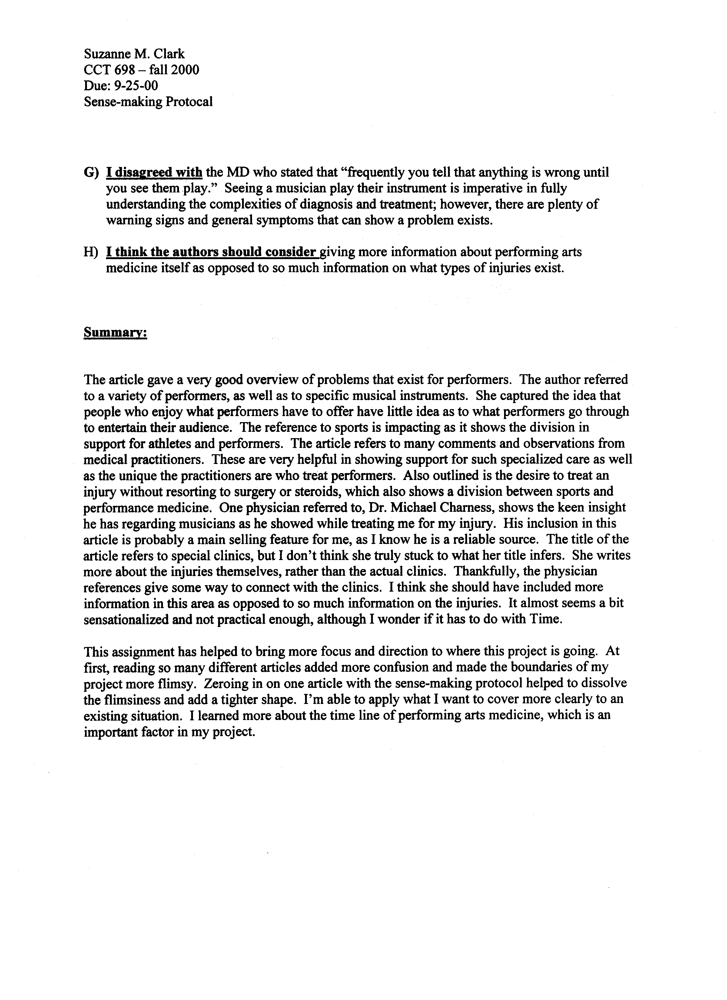 Suzanne M. Clark
CCT 698 – fall 2000
Due: 9-25-00
Sense-making Protocal
G) I disagreed with the MD who stated that “frequently you tell that anything is wrong until
you see them play.” Seeing a musician play their instrument is imperative in fully
understanding the complexities of diagnosis and treatment; however, there are plenty of
warning signs and general symptoms that can show a problem exists.
H) I think the authors should consider giving more information about performing arts
medicine itself as opposed to so much information on what types of injuries exist.
Summary:
The article gave a very good overview of problems that exist for performers. The author referred
to a variety of performers, as well as to specific musical instruments. She captured the idea that
people who enjoy what performers have to offer have little idea as to what performers go through
to entertain their audience. The reference to sports is impacting as it shows the division in
support for athletes and performers. The article refers to many comments and observations from
medical practitioners. These are very helpful in showing support for such specialized care as well
as the unique the practitioners are who treat performers. Also outlined is the desire to treat an
injury without resorting to surgery or steroids, which also shows a division between sports and
performance medicine. One physician referred to, Dr. Michael Charness, shows the keen insight
he has regarding musicians as he showed while treating me for my injury. His inclusion in this
article is probably a main selling feature for me, as I know he is a reliable source. The title of the
article refers to special clinics, but I don’t think she truly stuck to what her title infers. She writes
more about the injuries themselves, rather than the actual clinics. Thankfully, the physician
references give some way to connect with the clinics. I think she should have included more
information in this area as opposed to so much information on the injuries. It almost seems a bit
sensationalized and not practical enough, although I wonder if it has to do with Time.
This assignment has helped to bring more focus and direction to where this project is going. At
first, reading so many different articles added more confusion and made the boundaries of my
project more flimsy. Zeroing in on one article with the sense-making protocol helped to dissolve
the flimsiness and add a tighter shape. I’m able to apply what I want to cover more clearly to an
existing situation. I learned more about the time line of performing arts medicine, which is an
important factor in my project.